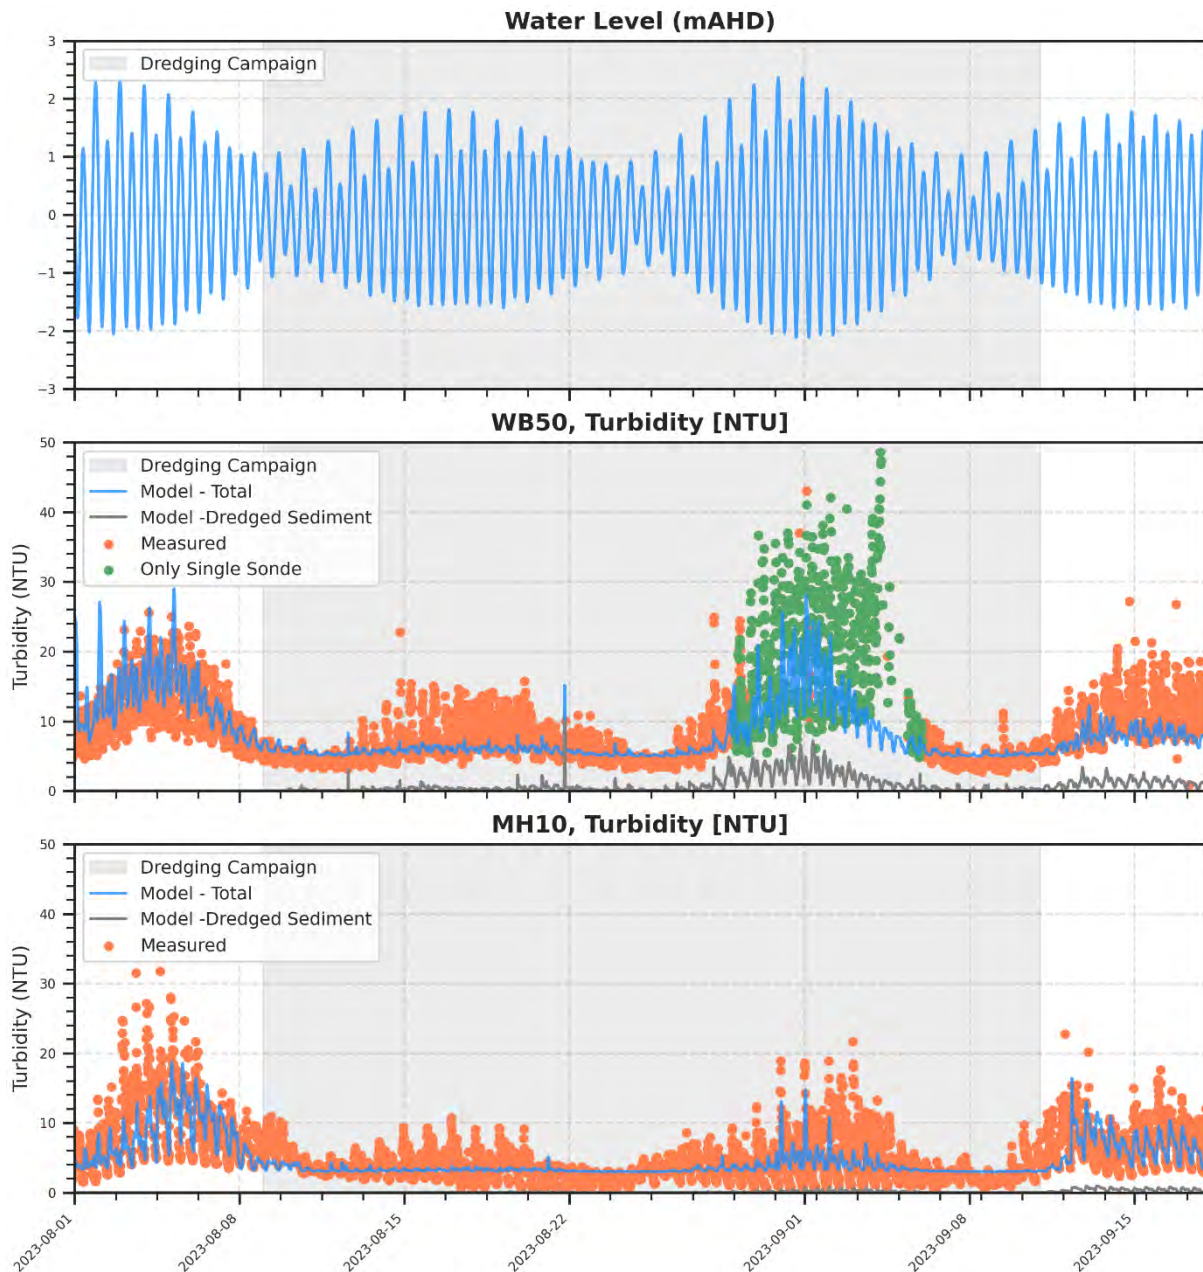 Water Level (mAHD)
3
Dredging Campaign
2
1
0
−1
−2
−3
WB50, Turbidity [NTU]
50
Dredging Campaign
Model - Total
40
Model -Dredged Sediment
Measured
30
Only Single Sonde
Turbidity (NTU)
20
10
0
MH10, Turbidity [NTU]
50
Dredging Campaign
Model - Total
40
Model -Dredged Sediment
Measured
30
Turbidity (NTU)
20
10
0
2023-08-01
2023-08-08
2023-08-15
2023-08-22
2023-09-01
2023-09-08
2023-09-15